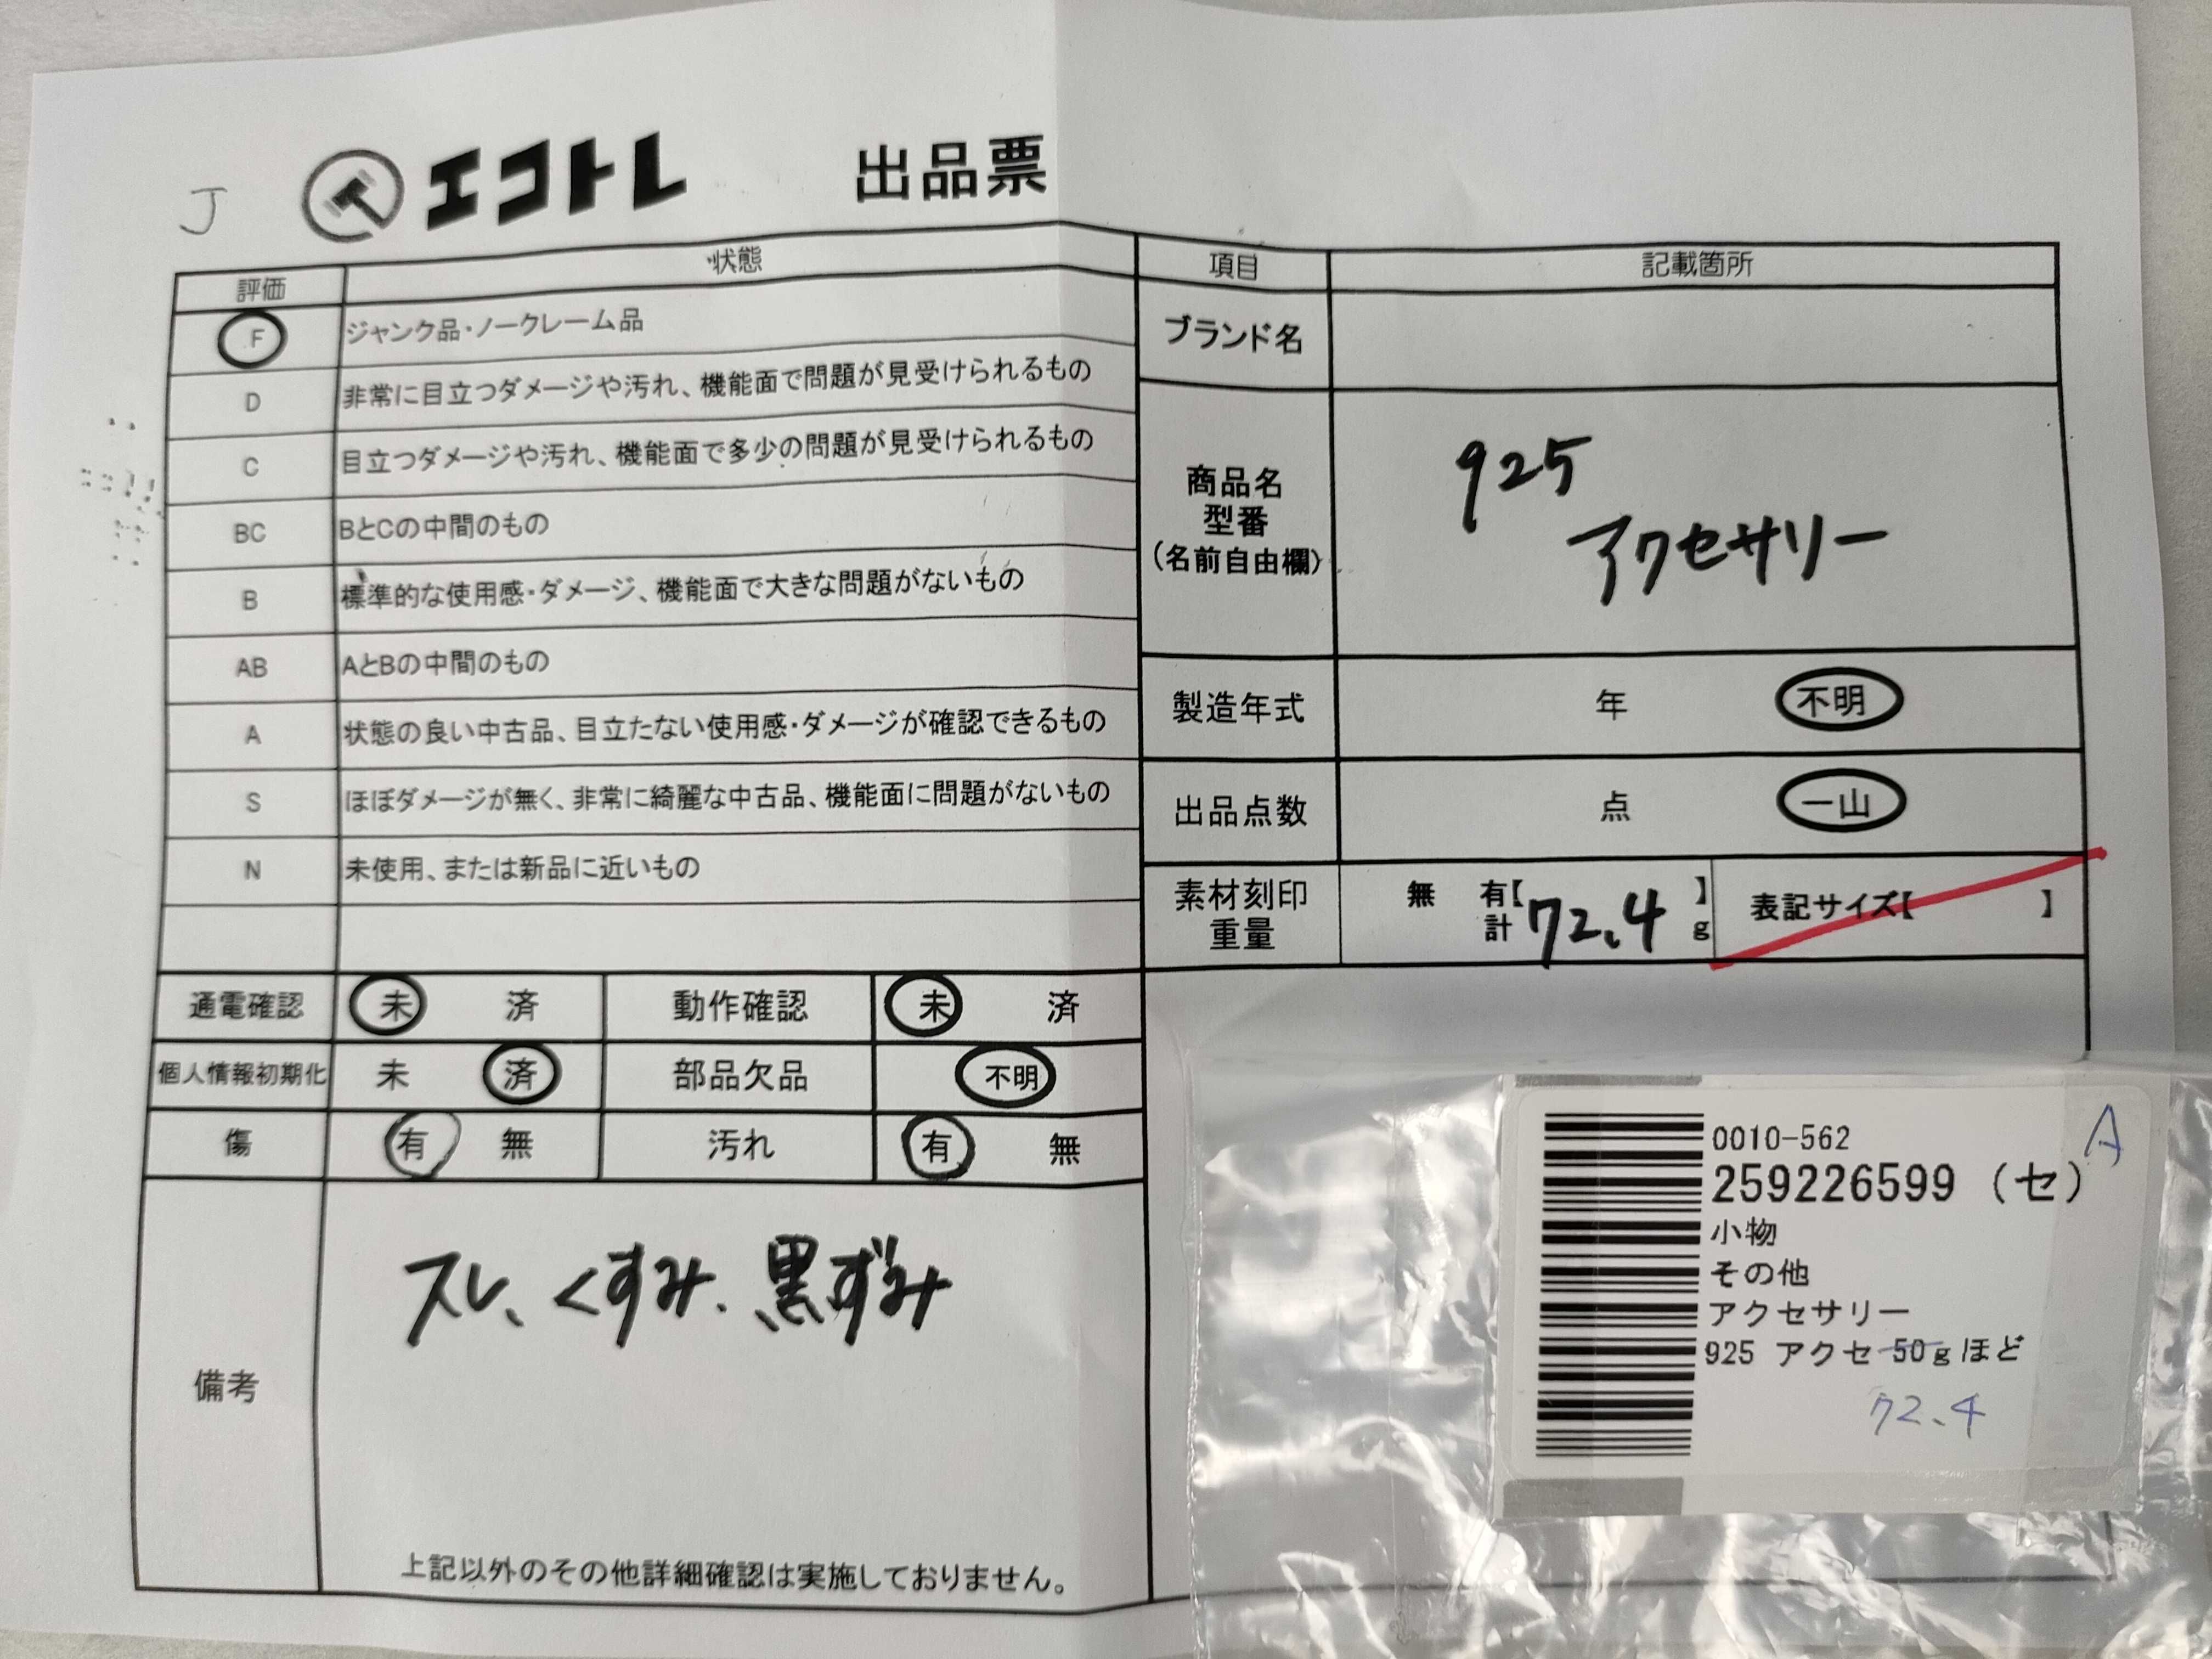 J
エコトレ 出品票
評価 状態
F ジャンク品・ノークレーム品
D 非常に目立つダメージや汚れ、機能面で問題が見受けられるもの
C 目立つダメージや汚れ、機能面で多少の問題が見受けられるもの
BC BとCの中間のもの
B 標準的な使用感・ダメージ、機能面で大きな問題がないもの
AB AとBの中間のもの
A 状態の良い中古品、目立たない使用感・ダメージが確認できるもの
S ほぼダメージが無く、非常に綺麗な中古品、機能面に問題がないもの
N 未使用、または新品に近いもの
通電確認 未 済 動作確認 未 済
個人情報初期化 未 済 部品欠品 不明
傷 有 無 汚れ 有 無
備考
スレ、くすみ、黒ずみ
上記以外のその他詳細確認は実施しておりません。
項目 記載箇所
ブランド名
商品名
型番
(名前自由欄)
925
アクセサリー
製造年式 年 不明
出品点数 点 一山
素材刻印
重量
無 有【 】
計 72.4 g
表記サイズ【 】
0010-562
A
259226599 (セ)
小物
その他
アクセサリー
925 アクセ 50gほど
72.4